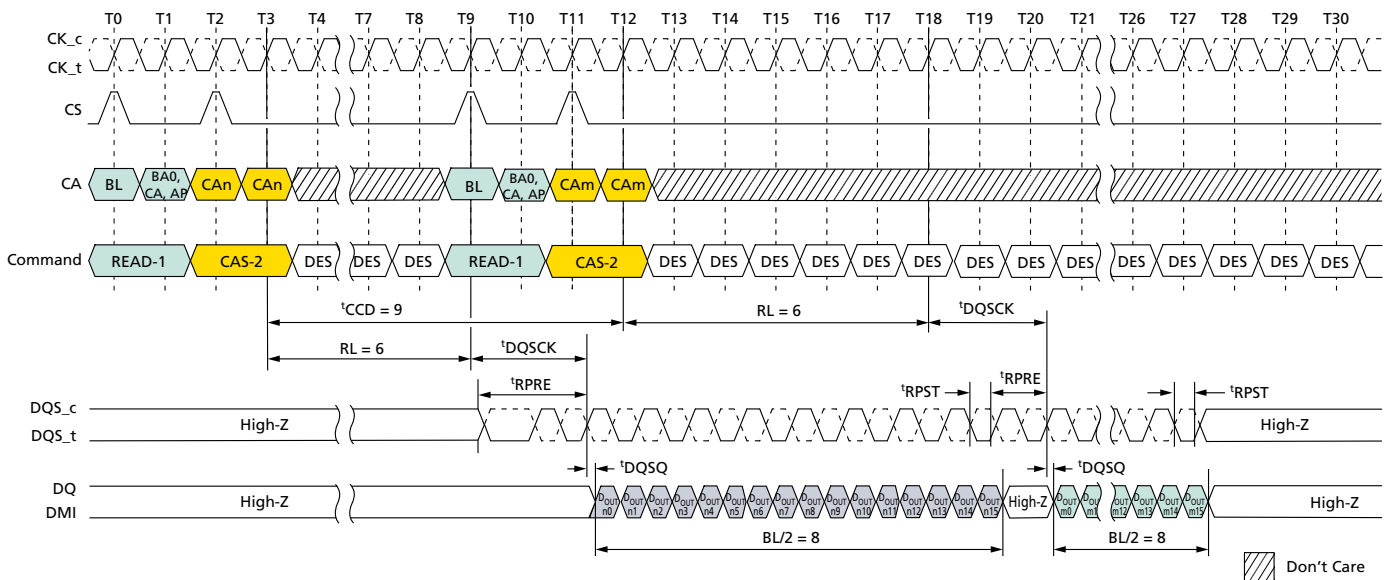 T0 T1 T2 T3 T4 T7 T8 T9 T10 T11 T12 T13 T14 T15 T16 T17 T18 T19 T20 T21 T26 T27 T28 T29 T30
CK_c
CK_t
CS
CA BL BA0, CA, AP CAn CAn BL BA0, CA, AP CAm CAm
Command READ-1 CAS-2 DES DES DES READ-1 CAS-2 DES DES DES DES DES DES DES DES DES DES DES DES DES DES
tCCD = 9 RL = 6 tDQSCK
RL = 6 tDQSCK
tRPRE tRPST tRPRE tRPST
DQS_c
DQS_t
High-Z High-Z
tDQSQ tDQSQ
DQ
DMI
High-Z DOUT n0 DOUT n1 DOUT n2 DOUT n3 DOUT n4 DOUT n5 DOUT n6 DOUT n7 DOUT n8 DOUT n9 DOUT n10 DOUT n11 DOUT n12 DOUT n13 DOUT n14 DOUT n15 High-Z DOUT m0 DOUT m1 DOUT m12 DOUT m13 DOUT m14 DOUT m15 High-Z
BL/2 = 8 BL/2 = 8
Don't Care